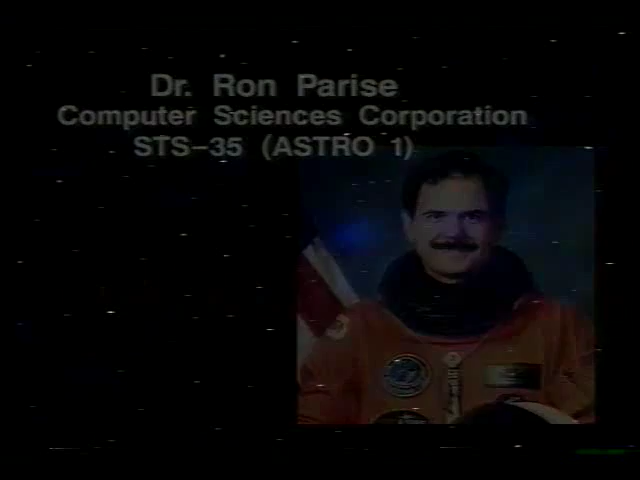 Dr. Ron Parise
Computer Sciences Corporation
STS-35 (ASTRO 1)